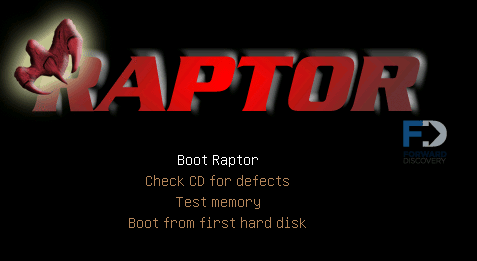 RAPTOR
FD
FORWARD
DISCOVERY
Boot Raptor
Check CD for defects
Test memory
Boot from first hard disk